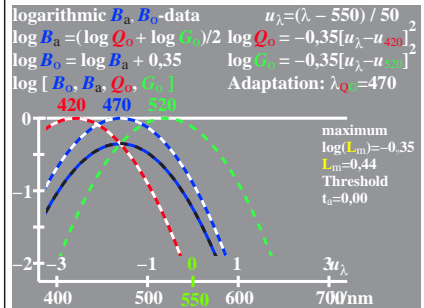 logarithmic Ba, Bo-data uλ=(λ – 550) / 50
log Ba=(log Qo + log Go)/2 log Qo = –0,35[uλ–u420]²
log Bo = log Ba + 0,35 log Go = –0,35[uλ–u520]²
log [ Bo, Ba, Qo, Go ] Adaptation: λQG=470
420 470 520
0
maximum
log(Lm)=–0,35
Lm=0,44
Threshold
ta=0,00
–1
–2
–3 –1 0 1 3uλ
400 500 550 600 700/nm